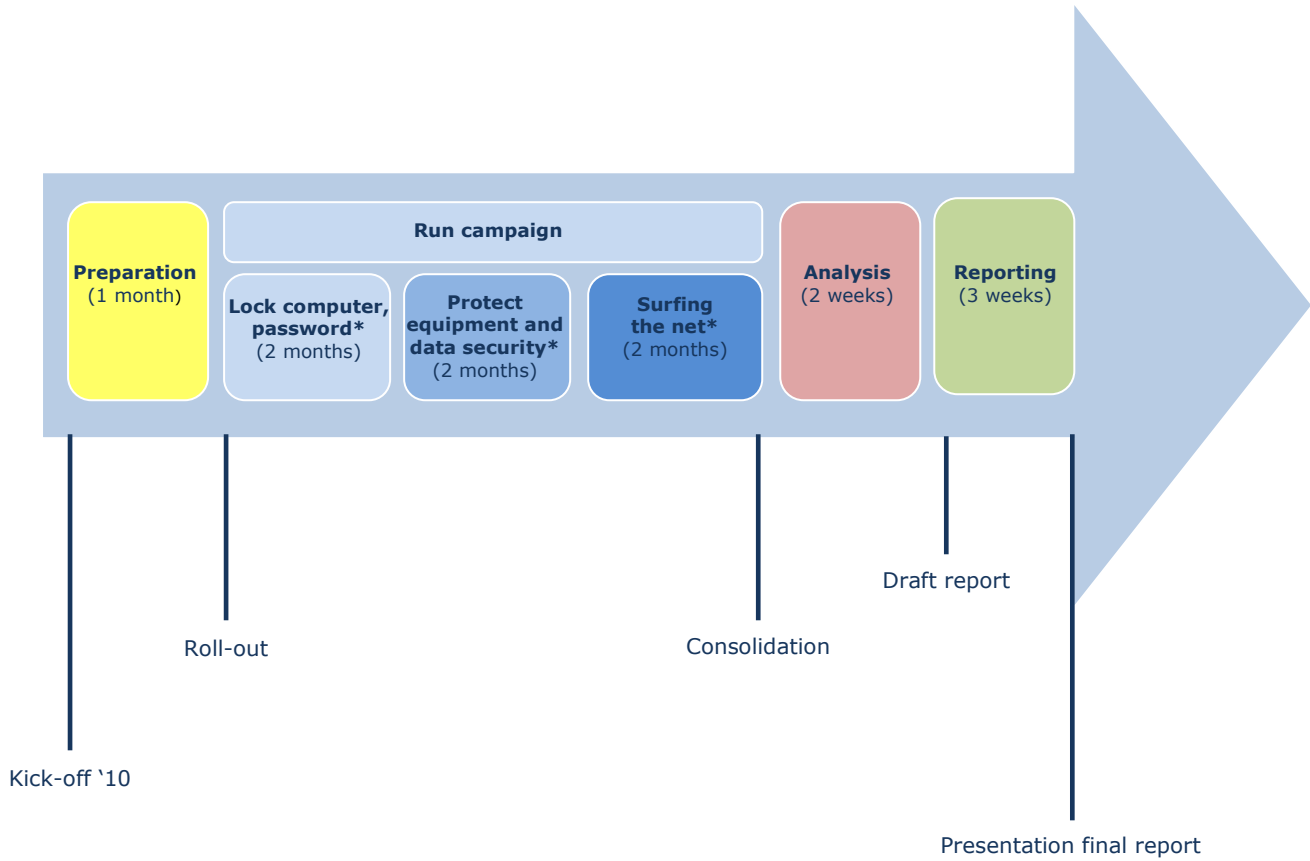 Preparation
(1 month)
Run campaign
Lock computer,
password*
(2 months)
Protect
equipment and
data security*
(2 months)
Surfing
the net*
(2 months)
Analysis
(2 weeks)
Reporting
(3 weeks)
Draft report
Roll-out
Consolidation
Kick-off ‘10
Presentation final report